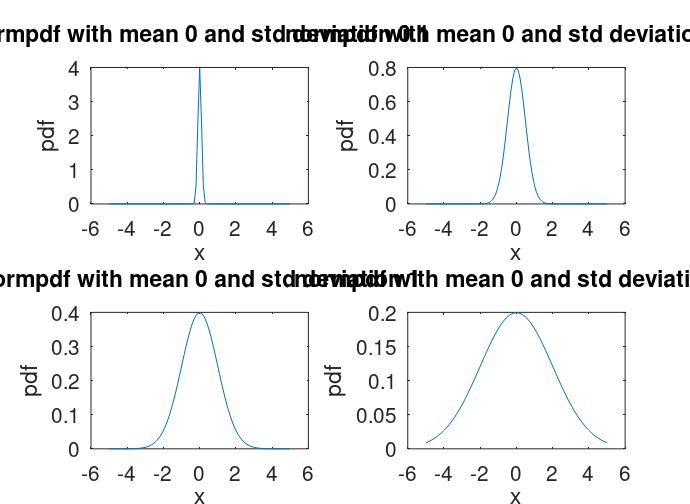 rmpdf with mean 0 and std deviation 0.1
normpdf with mean 0 and std deviatio
4
3
2
1
0
pdf
-6 -4 -2 0 2 4 6
x
0.8
0.6
0.4
0.2
0
pdf
-6 -4 -2 0 2 4 6
x
ormpdf with mean 0 and std deviation 1
normpdf with mean 0 and std deviati
0.4
0.3
0.2
0.1
0
pdf
-6 -4 -2 0 2 4 6
x
0.2
0.15
0.1
0.05
0
pdf
-6 -4 -2 0 2 4 6
x